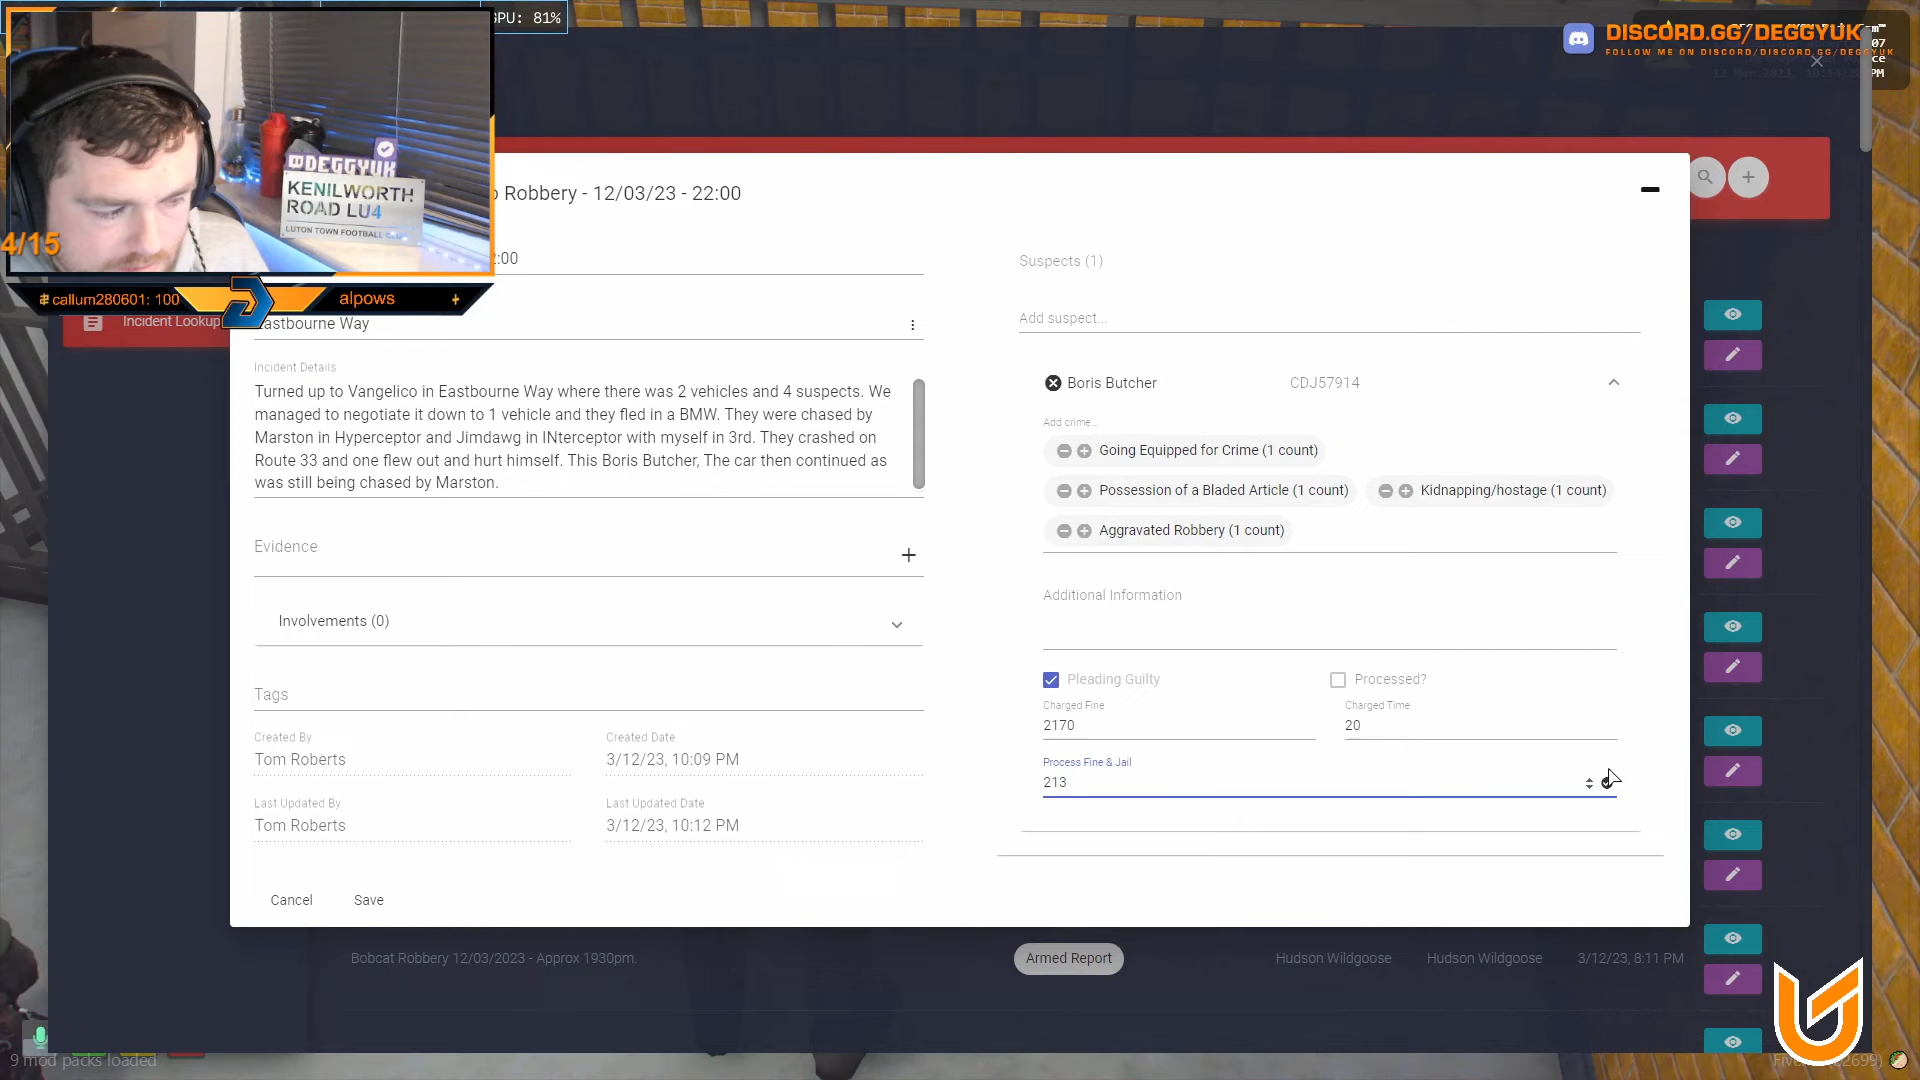 GPU: 81%
DISCORD.GG/DEGGYUK
FOLLOW ME ON DISCORD/DISCORD.GG/DEGGYUK
DEGGYUK
KENILWORTH
ROAD LU4
LUTON TOWN FOOTBALL
4/15
#callum280601: 100
alpows
+
Robbery - 12/03/23 - 22:00
Incident Lookup
Eastbourne Way
Incident Details
Turned up to Vangelico in Eastbourne Way where there was 2 vehicles and 4 suspects. We
managed to negotiate it down to 1 vehicle and they fled in a BMW. They were chased by
Marston in Hyperceptor and Jimdawg in INterceptor with myself in 3rd. They crashed on
Route 33 and one flew out and hurt himself. This Boris Butcher, The car then continued as
was still being chased by Marston.
Evidence
Involvements (0)
Tags
Created By
Created Date
Tom Roberts
3/12/23, 10:09 PM
Last Updated By
Last Updated Date
Tom Roberts
3/12/23, 10:12 PM
Cancel
Save
Suspects (1)
Add suspect...
Boris Butcher
CDJ57914
Add crime...
Going Equipped for Crime (1 count)
Possession of a Bladed Article (1 count)
Kidnapping/hostage (1 count)
Aggravated Robbery (1 count)
Additional Information
Pleading Guilty
Processed?
Charged Fine
Charged Time
2170
20
Process Fine & Jail
213
Bobcat Robbery 12/03/2023 - Approx 1930pm.
Armed Report
Hudson Wildgoose
Hudson Wildgoose
3/12/23, 8:11 PM
9 mod packs loaded